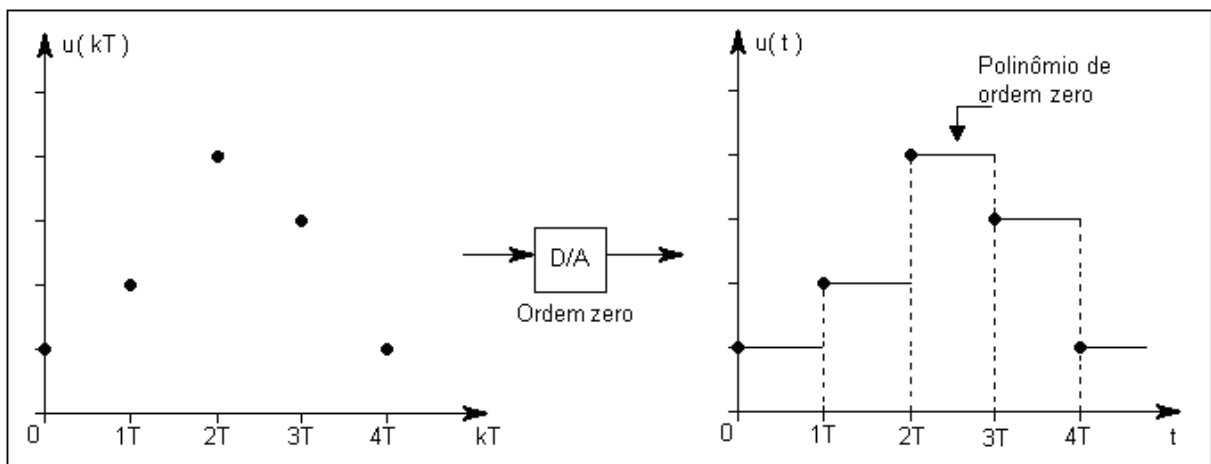 u( kT )
0
1T
2T
3T
4T
kT
D/A
Ordem zero
u( t )
Polinômio de
ordem zero
0
1T
2T
3T
4T
t